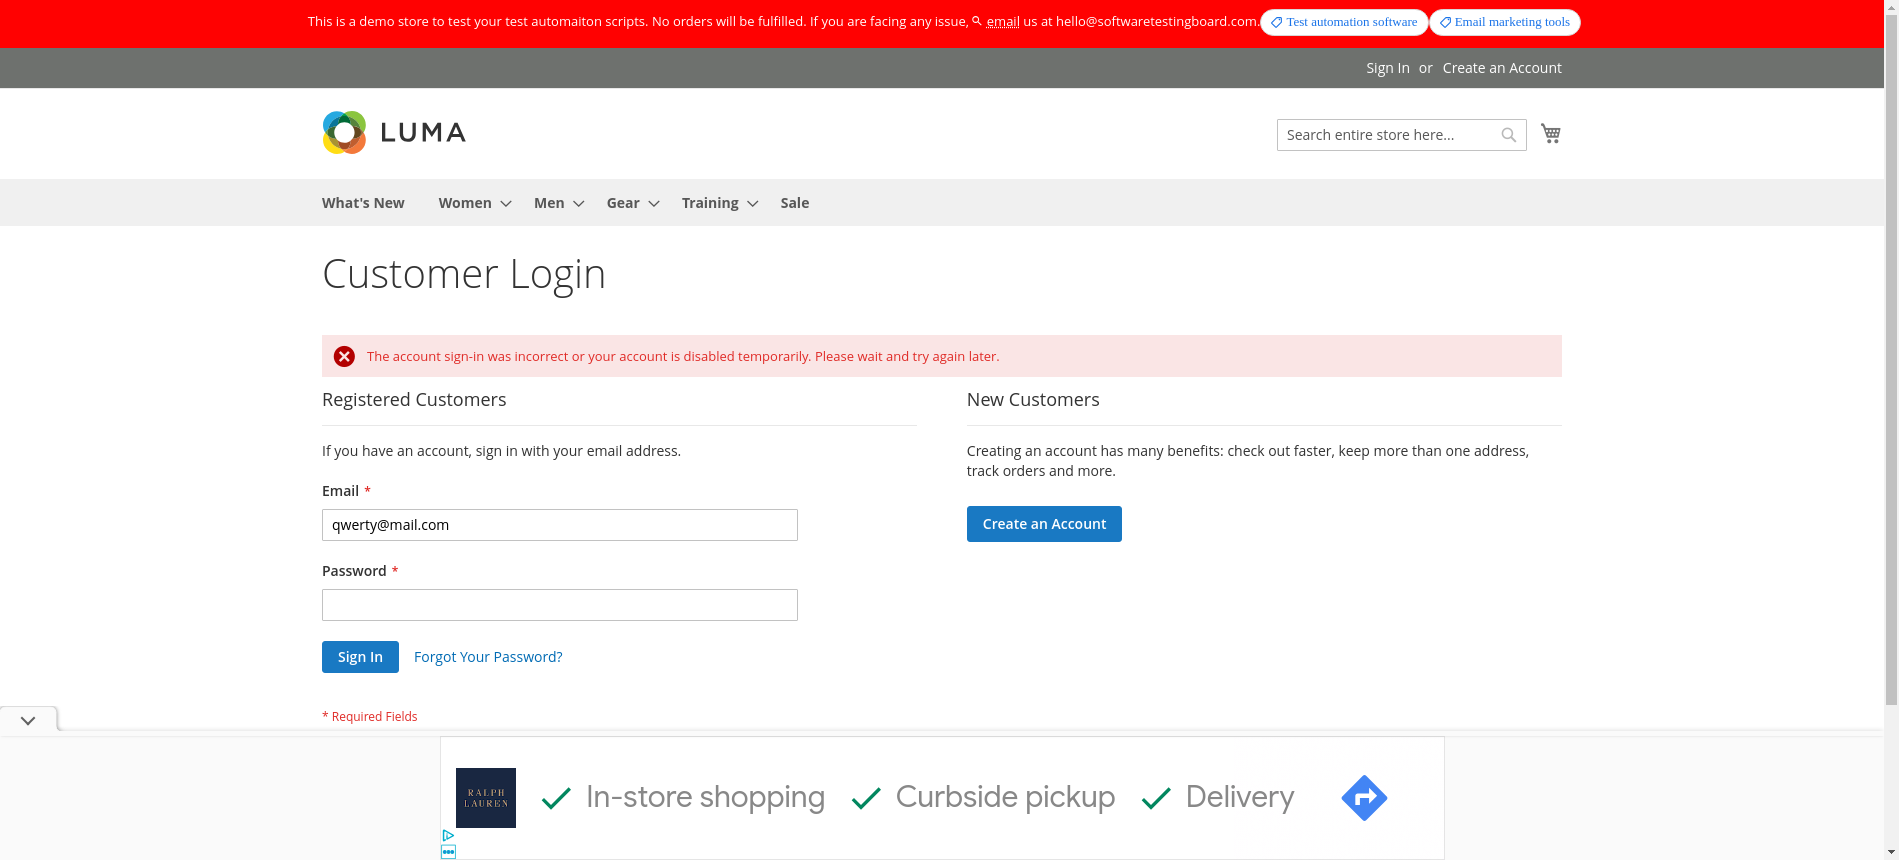 This is a demo store to test your test automaiton scripts. No orders will be fulfilled. If you are facing any issue, email us at hello@softwaretestingboard.com. Test automation software Email marketing tools
Sign In or Create an Account
LUMA
Search entire store here...
What's New Women Men Gear Training Sale
Customer Login
The account sign-in was incorrect or your account is disabled temporarily. Please wait and try again later.
Registered Customers
If you have an account, sign in with your email address.
Email *
qwerty@mail.com
Password *
Sign In Forgot Your Password?
* Required Fields
New Customers
Creating an account has many benefits: check out faster, keep more than one address,
track orders and more.
Create an Account
RALPH
LAUREN
In-store shopping Curbside pickup Delivery